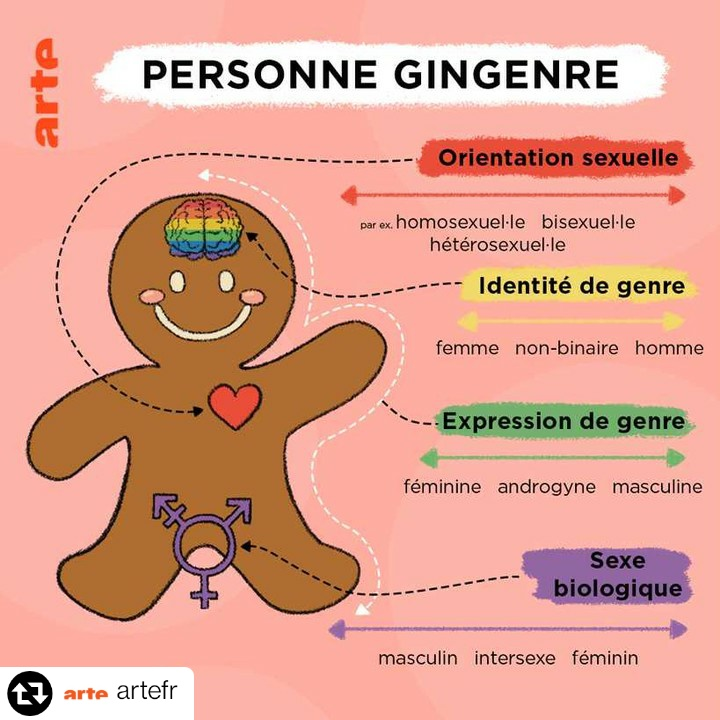 arte
PERSONNE GINGENRE
Orientation sexuelle
par ex. homosexuel·le bisexuel·le
hétérosexuel·le
Identité de genre
femme non-binaire homme
Expression de genre
féminine androgyne masculine
Sexe
biologique
masculin intersexe féminin
arte artefr